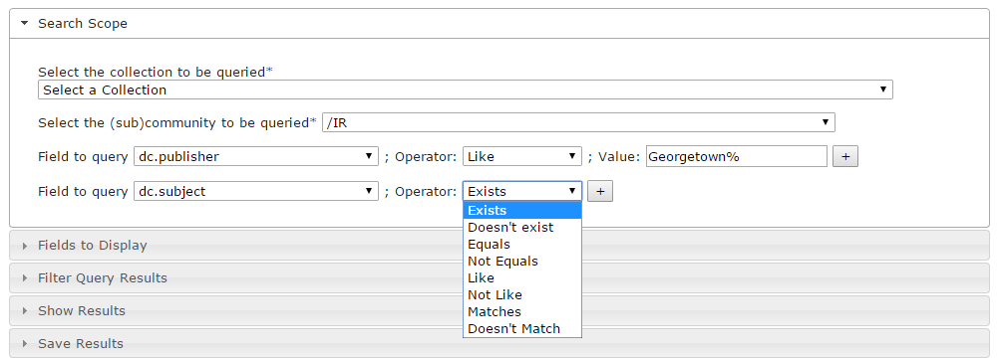 Search Scope
Select the collection to be queried*
Select a Collection
Select the (sub)community to be queried* /IR
Field to query dc.publisher ; Operator: Like ; Value: Georgetown% +
Field to query dc.subject ; Operator: Exists +
Exists
Doesn't exist
Equals
Not Equals
Like
Not Like
Matches
Doesn't Match
Fields to Display
Filter Query Results
Show Results
Save Results